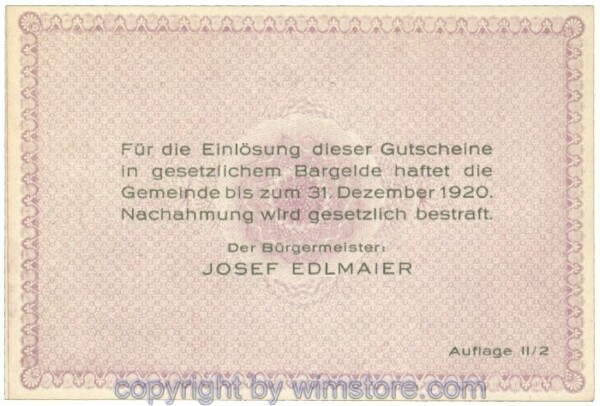 Für die Einlösung dieser Gutscheine
in gesetzlichem Bargelde haftet die
Gemeinde bis zum 31. Dezember 1920.
Nachahmung wird gesetzlich bestraft.
Der Bürgermeister:
JOSEF EDLMAIER
Auflage II/2
copyright by wimstore.com